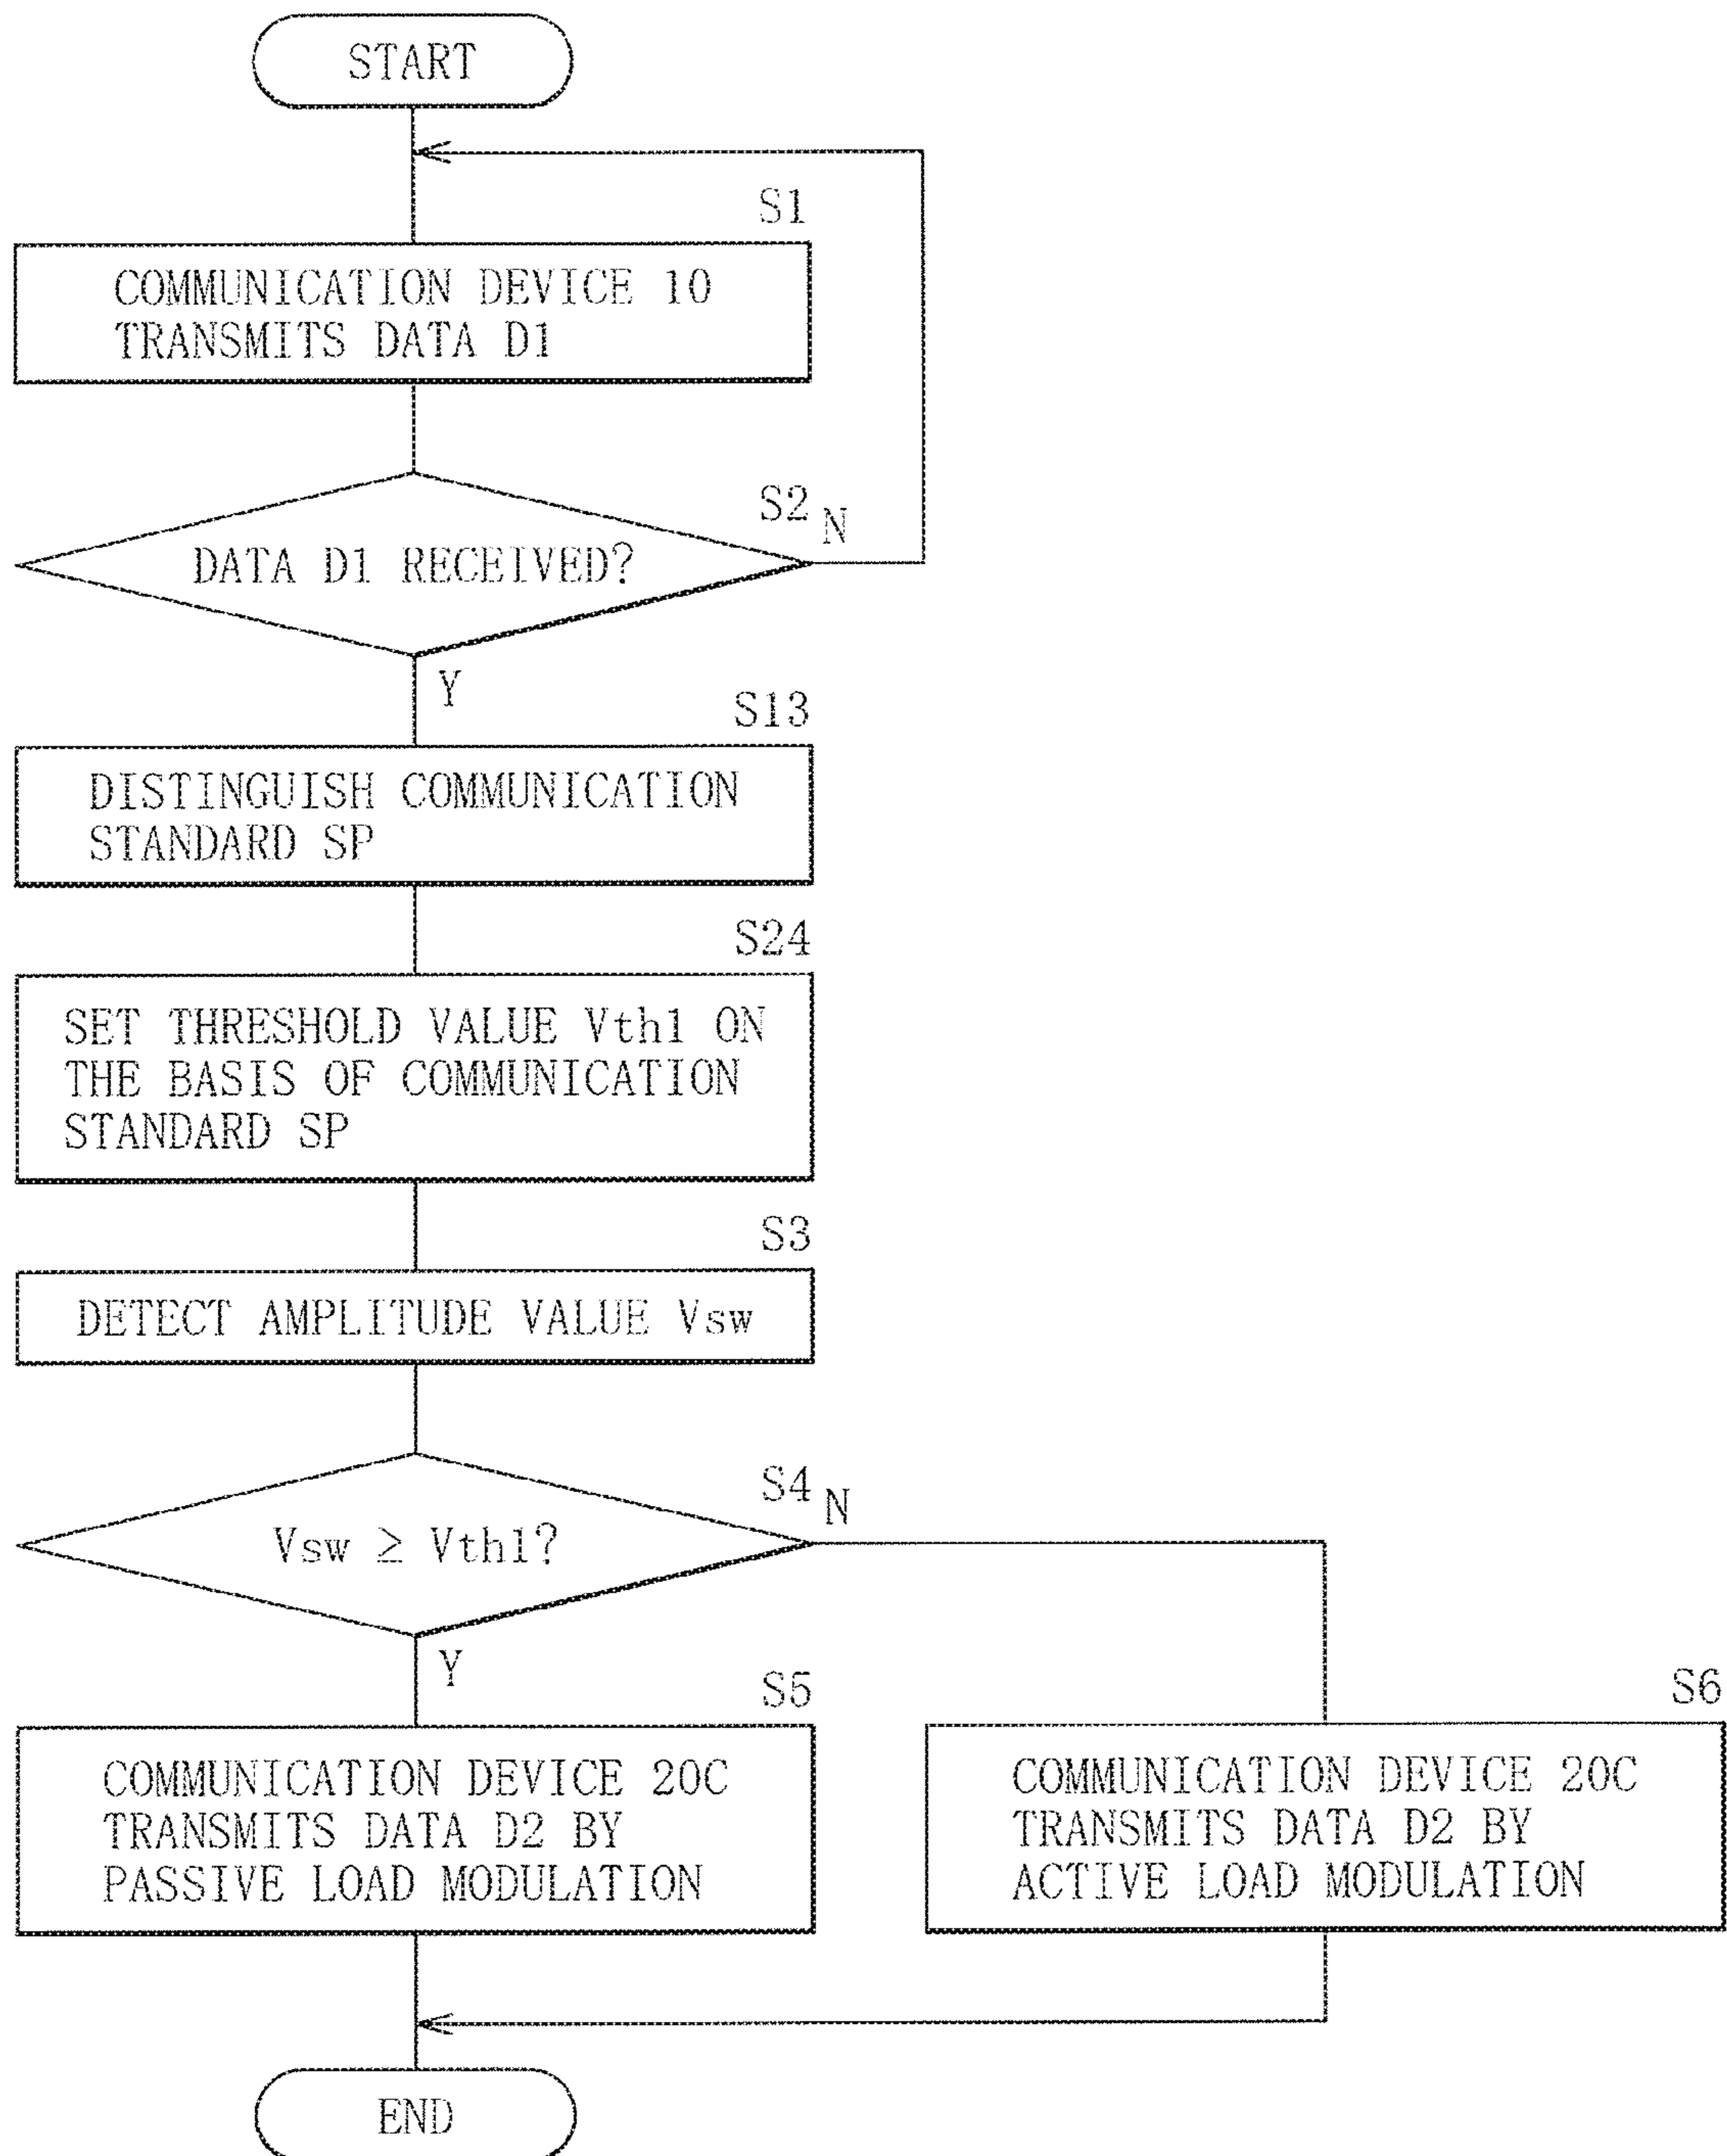 START
S1
COMMUNICATION DEVICE 10
TRANSMITS DATA D1
S2
N
DATA D1 RECEIVED?
Y
S13
DISTINGUISH COMMUNICATION
STANDARD SP
S24
SET THRESHOLD VALUE Vth1 ON
THE BASIS OF COMMUNICATION
STANDARD SP
S3
DETECT AMPLITUDE VALUE Vsw
S4
N
Vsw ≥ Vth1?
Y
S5
COMMUNICATION DEVICE 20C
TRANSMITS DATA D2 BY
PASSIVE LOAD MODULATION
S6
COMMUNICATION DEVICE 20C
TRANSMITS DATA D2 BY
ACTIVE LOAD MODULATION
END